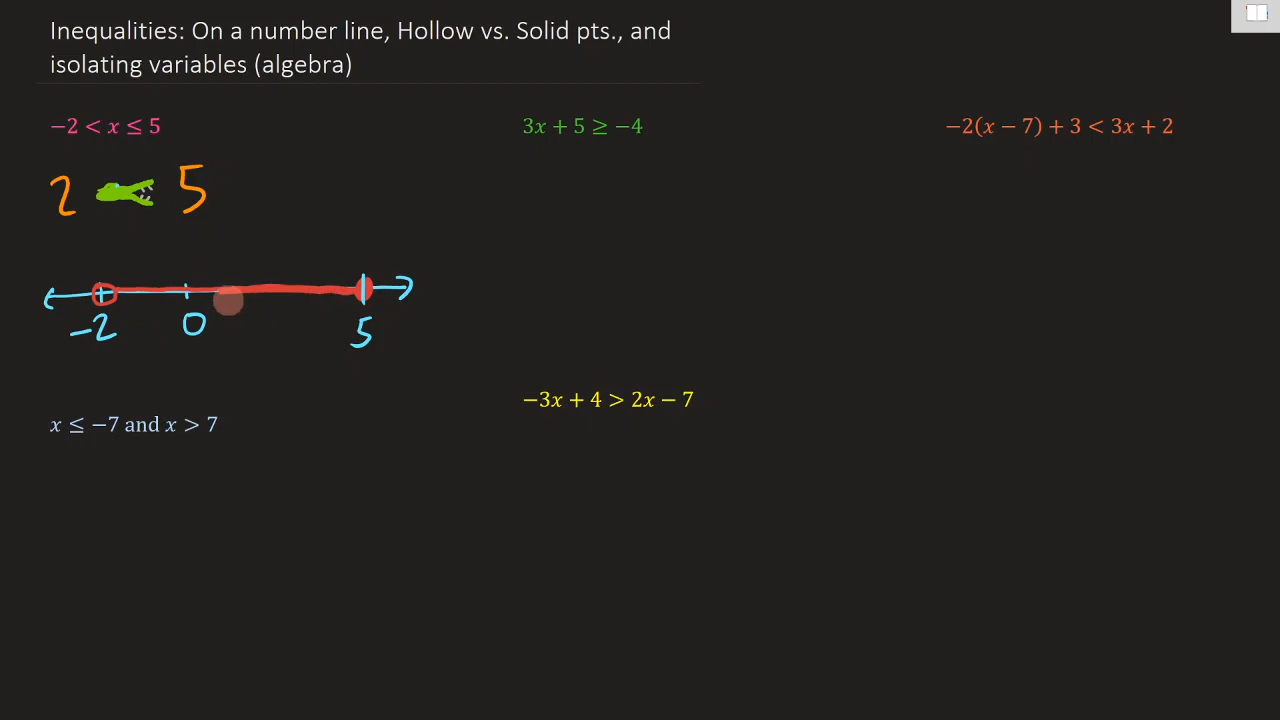 Inequalities: On a number line, Hollow vs. Solid pts., and
isolating variables (algebra)
−2 < x ≤ 5
2 < 5
-2 0 5
x ≤ −7 and x > 7
3x + 5 ≥ −4
−3x + 4 > 2x − 7
−2(x − 7) + 3 < 3x + 2